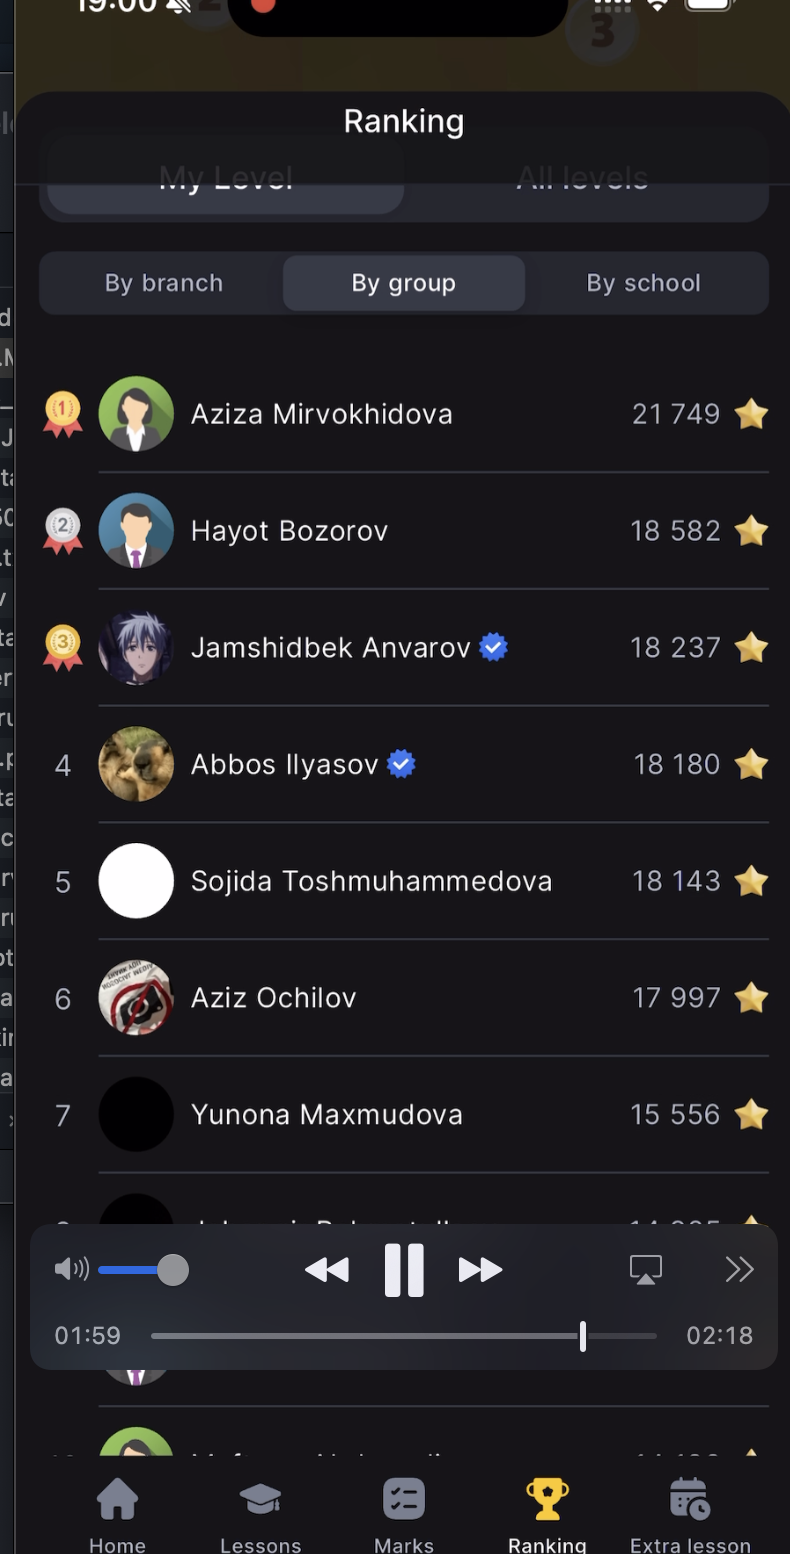 19:00
2
3
Ranking
My Level
All levels
By branch
By group
By school
1
Aziza Mirvokhidova
21 749
2
Hayot Bozorov
18 582
3
Jamshidbek Anvarov
18 237
4
Abbos Ilyasov
18 180
5
Sojida Toshmuhammedova
18 143
6
Aziz Ochilov
17 997
7
Yunona Maxmudova
15 556
01:59
02:18
Home
Lessons
Marks
Ranking
Extra lesson